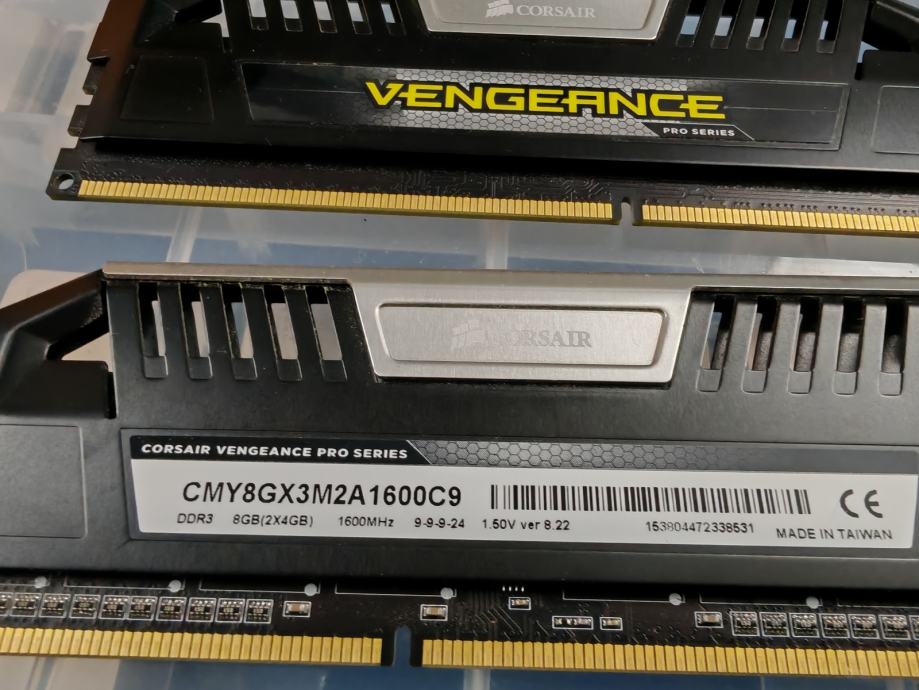 CORSAIR
VENGEANCE
PRO SERIES
CORSAIR
CORSAIR VENGEANCE PRO SERIES
CMY8GX3M2A1600C9
DDR3 8GB(2X4GB) 1600MHz 9-9-9-24 1.50V ver 8.22
153804472338531
MADE IN TAIWAN
CE